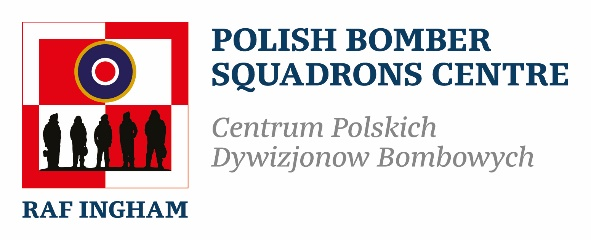 POLISH BOMBER
SQUADRONS CENTRE
Centrum Polskich
Dywizjonow Bombowych
RAF INGHAM